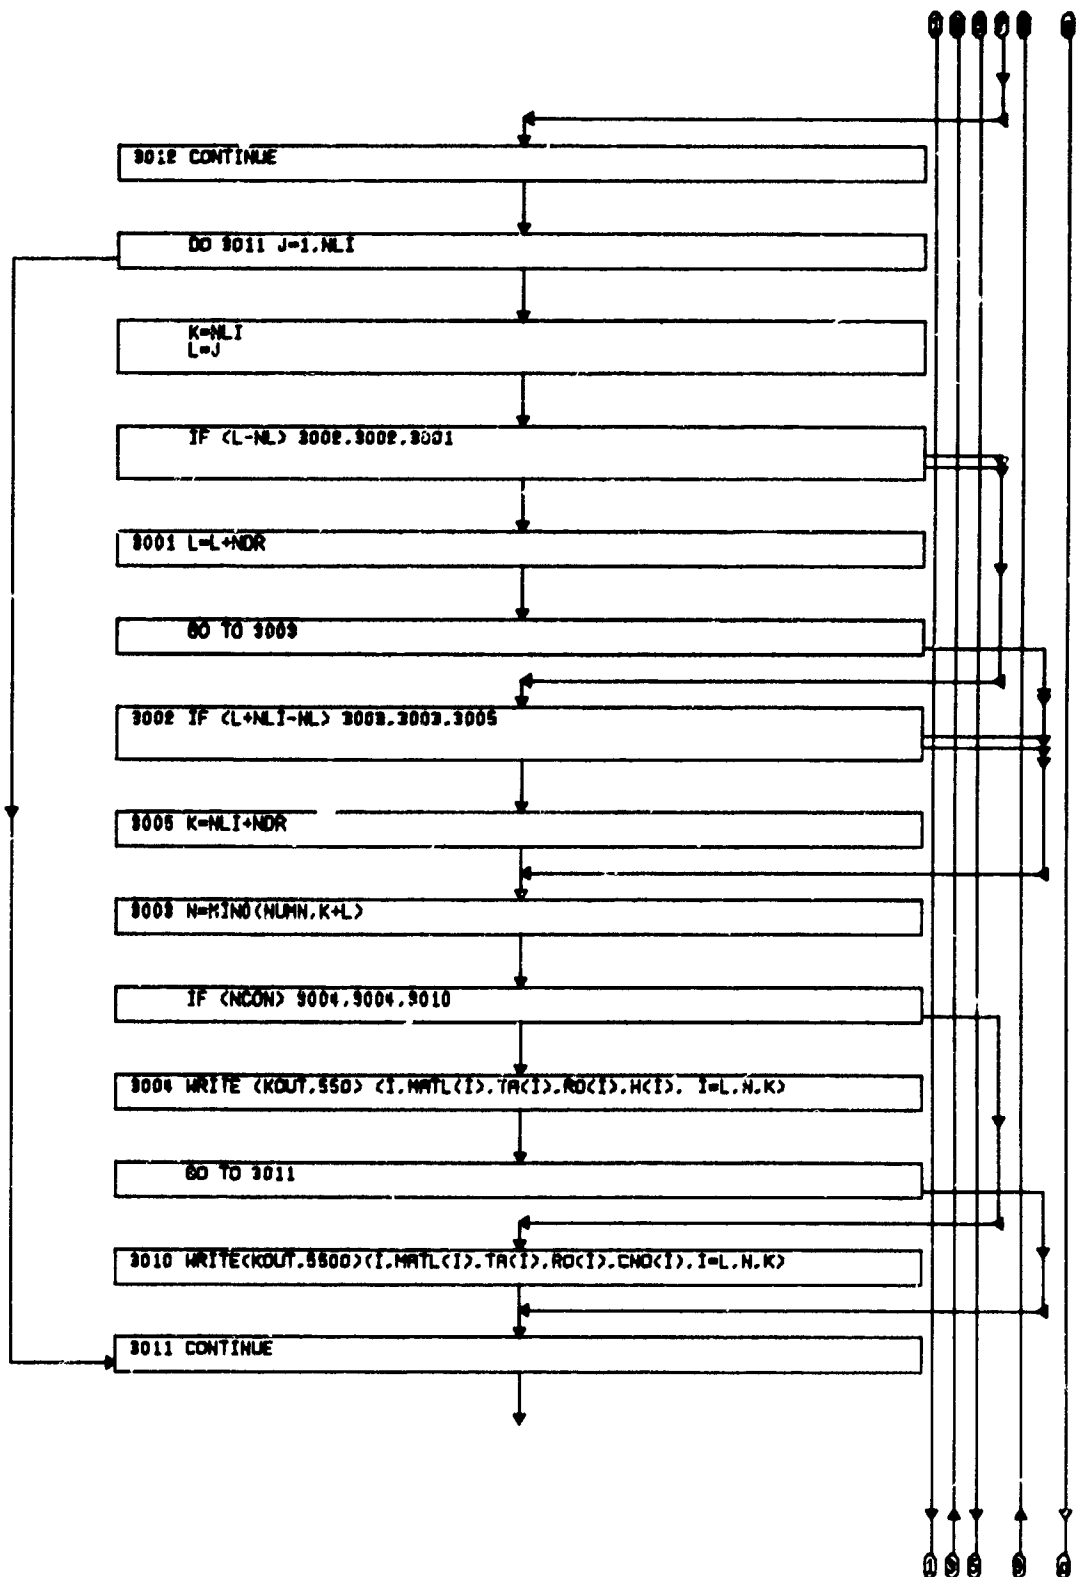 3012 CONTINUE
DO 3011 J=1,NLI
K=NLI
L=J
IF (L-NL) 3002,3002,3001
3001 L=L+NDR
GO TO 3003
3002 IF (L+NLI-NL) 3003,3003,3005
3005 K=NLI+NDR
3003 N=MINO(NUMN,K+L)
IF (NCON) 3004,3004,3010
3004 WRITE (KOUT,550) (I,MATL(I),TA(I),RO(I),H(I), I=L,N,K)
GO TO 3011
3010 WRITE(KOUT,5500)(I,MATL(I),TA(I),RO(I),CNO(I),I=L,N,K)
3011 CONTINUE